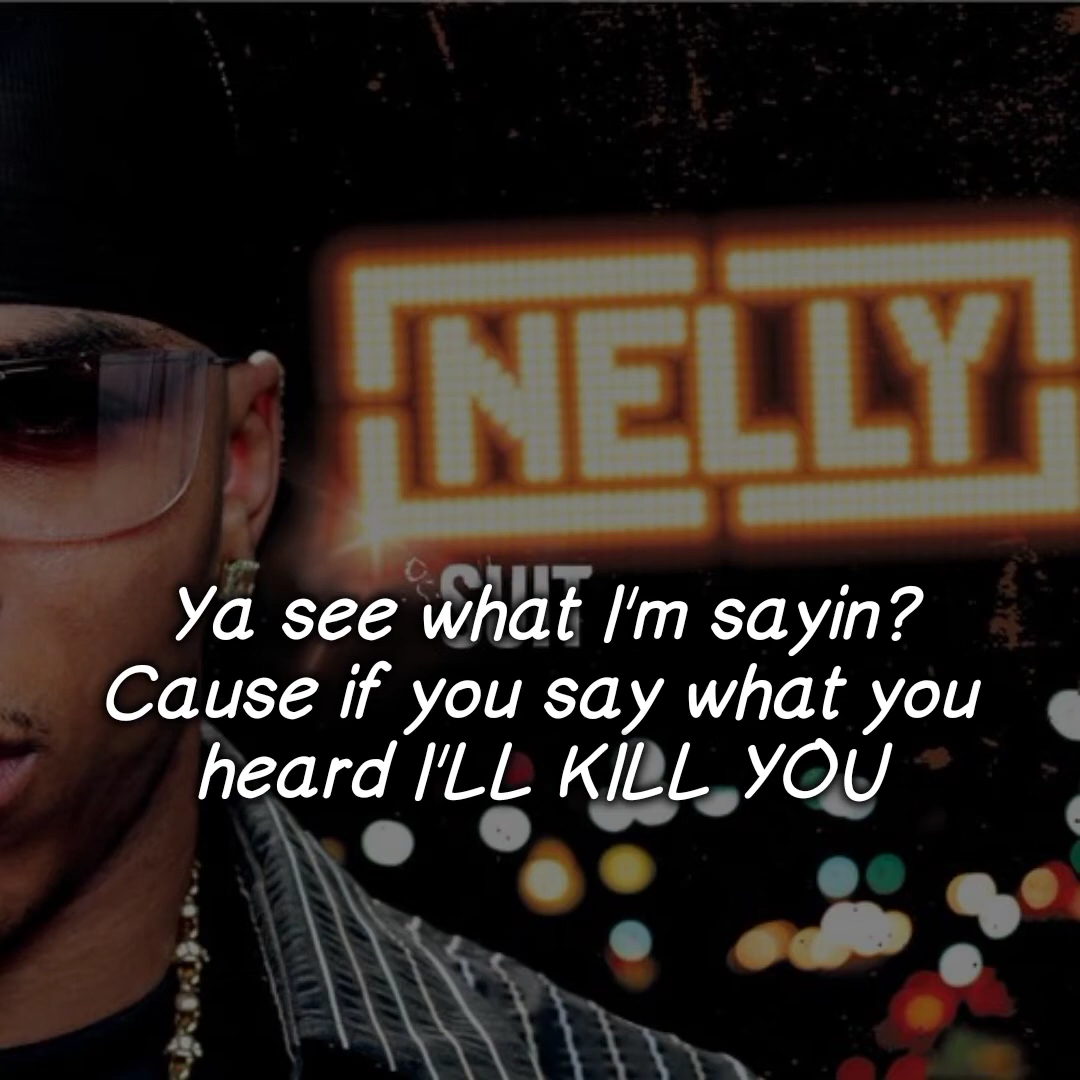 NELLY
SUIT
Ya see what I'm sayin?
Cause if you say what you
heard I'LL KILL YOU